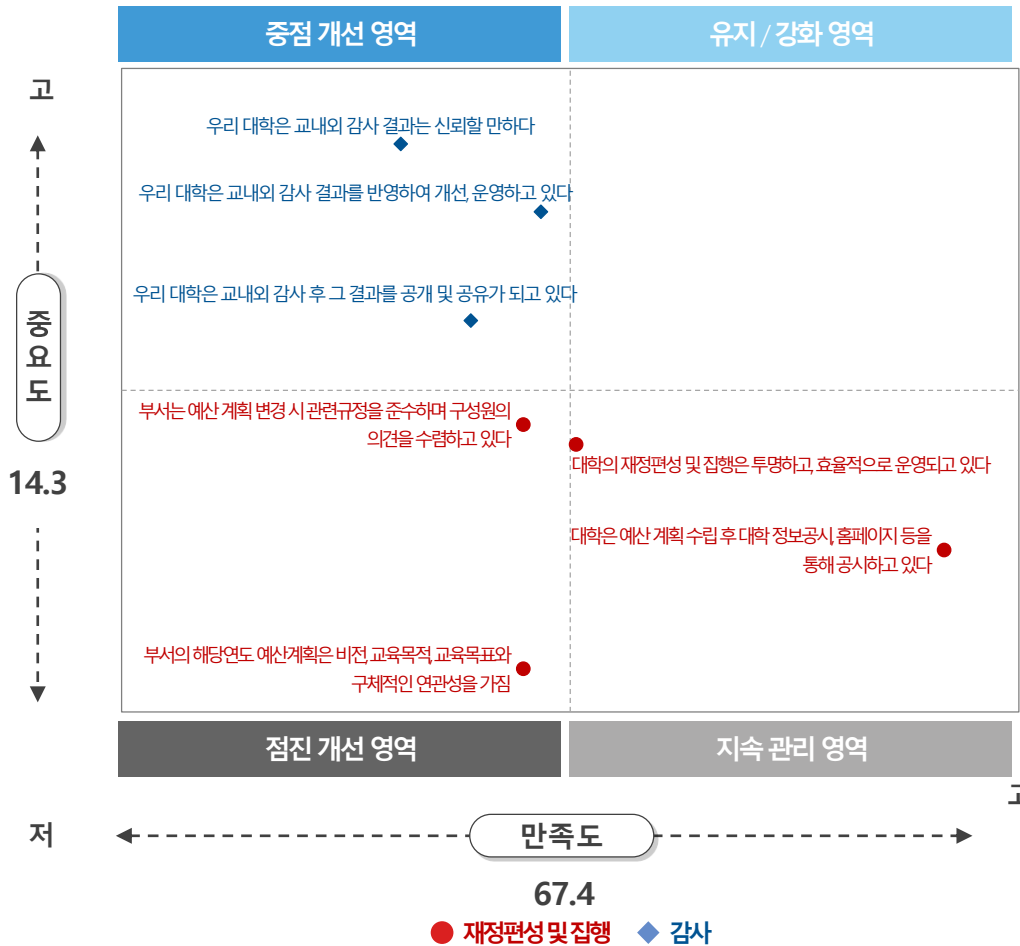 중점 개선 영역
유지 / 강화 영역
고
우리 대학은 교내외 감사 결과는 신뢰할 만하다
우리 대학은 교내외 감사 결과를 반영하여 개선, 운영하고 있다
우리 대학은 교내외 감사 후 그 결과를 공개 및 공유가 되고 있다
중요도
14.3
부서는 예산 계획 변경 시 관련규정을 준수하며 구성원의
의견을 수렴하고 있다
대학의 재정편성 및 집행은 투명하고, 효율적으로 운영되고 있다
대학은 예산 계획 수립 후 대학 정보공시, 홈페이지 등을
통해 공시하고 있다
부서의 해당연도 예산계획은 비전, 교육목적, 교육목표와
구체적인 연관성을 가짐
점진 개선 영역
지속 관리 영역
고
저
만족도
67.4
재정편성 및 집행
감사